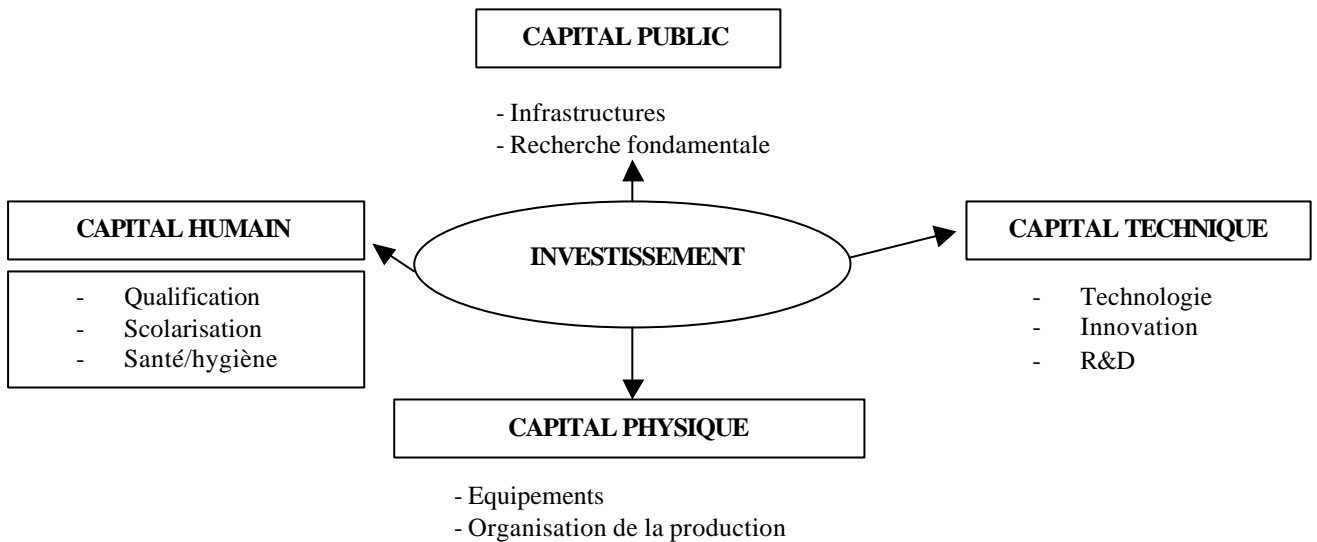 CAPITAL PUBLIC
- Infrastructures
- Recherche fondamentale
CAPITAL HUMAIN
- Qualification
- Scolarisation
- Santé/hygiène
INVESTISSEMENT
CAPITAL TECHNIQUE
- Technologie
- Innovation
- R&D
CAPITAL PHYSIQUE
- Equipements
- Organisation de la production